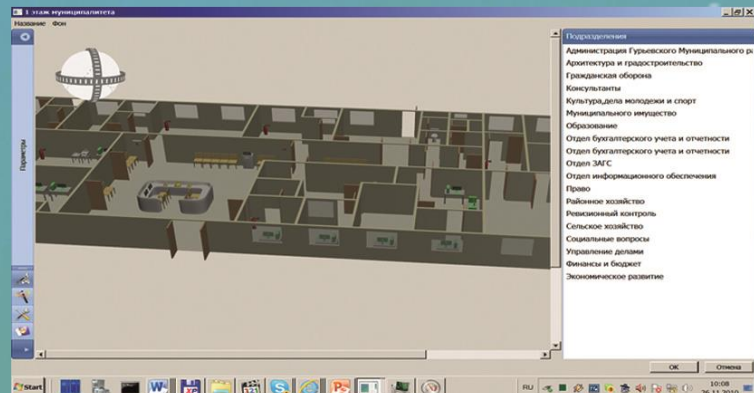 1 этаж муниципалитета
Название Фон
Параметры
Подразделения
Администрация Гурьевского Муниципального ра
Архитектура и градостроительство
Гражданская оборона
Консультанты
Культура,дела молодежи и спорт
Муниципального имущество
Образование
Отдел бухгалтерского учета и отчетности
Отдел бухгалтерского учета и отчетности
Отдел ЗАГС
Отдел информационного обеспечения
Право
Районное хозяйство
Ревизионный контроль
Сельское хозяйство
Социальные вопросы
Управление делами
Финансы и бюджет
Экономическое развитие
OK Отмена
Start
RU
10:08
26.11.2010